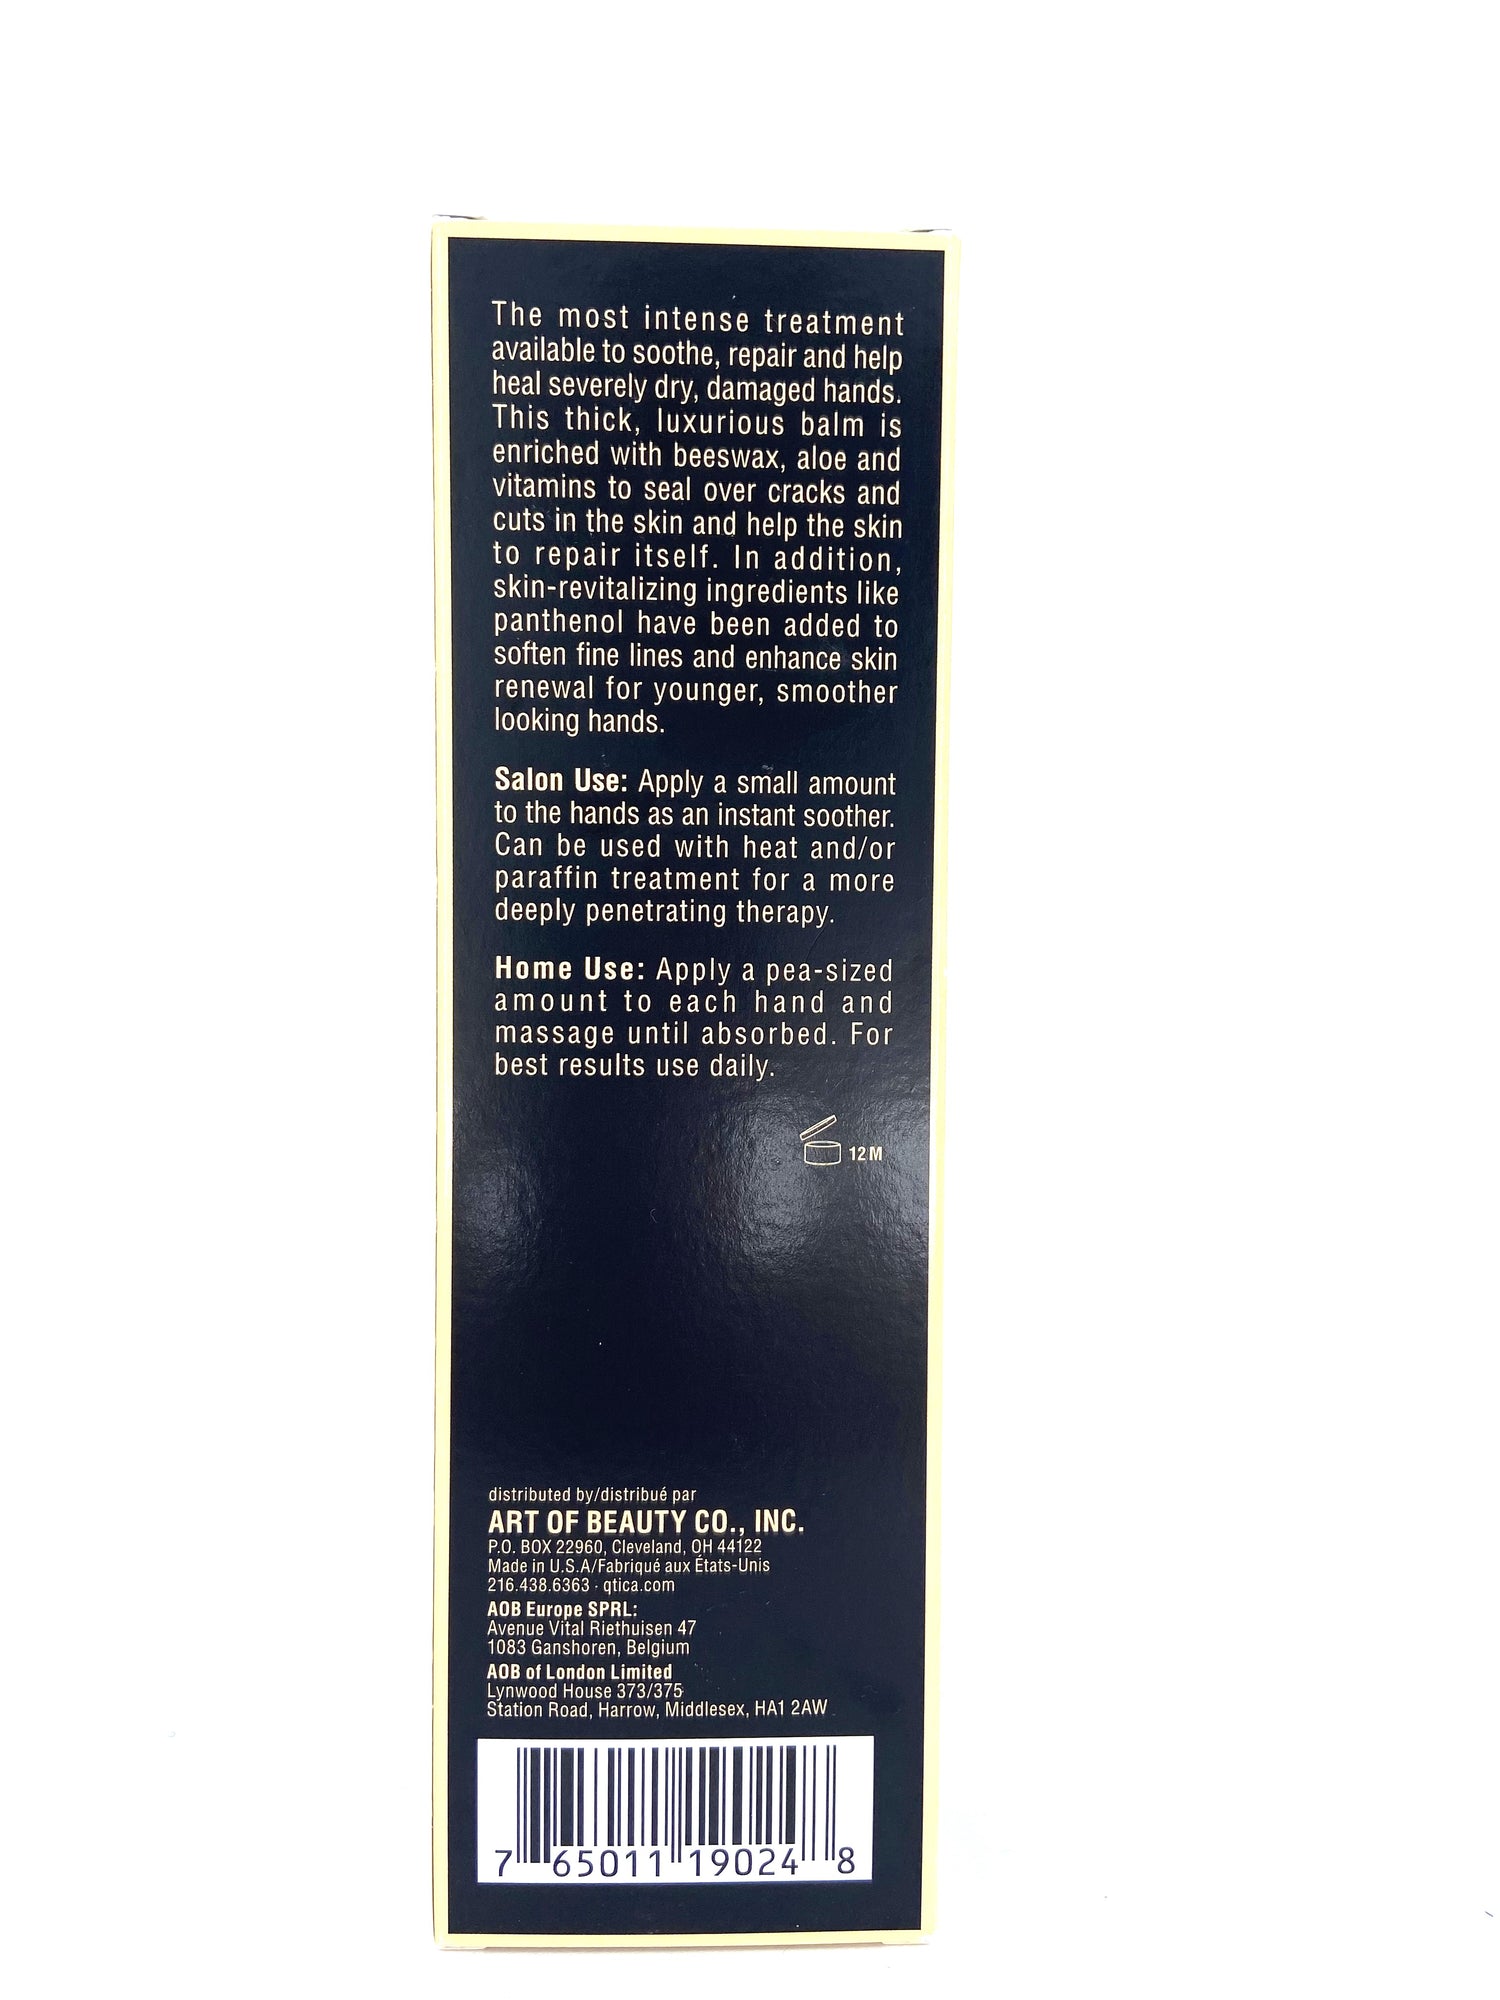 The most intense treatment
available to soothe, repair and help
heal severely dry, damaged hands.
This thick, luxurious balm is
enriched with beeswax, aloe and
vitamins to seal over cracks and
cuts in the skin and help the skin
to repair itself. In addition,
skin-revitalizing ingredients like
panthenol have been added to
soften fine lines and enhance skin
renewal for younger, smoother
looking hands.
Salon Use: Apply a small amount
to the hands as an instant soother.
Can be used with heat and/or
paraffin treatment for a more
deeply penetrating therapy.
Home Use: Apply a pea-sized
amount to each hand and
massage until absorbed. For
best results use daily.
12 M
distributed by/distribué par
ART OF BEAUTY CO., INC.
P.O. BOX 22960, Cleveland, OH 44122
Made in U.S.A/Fabriqué aux États-Unis
216.438.6363 · qtica.com
AOB Europe SPRL:
Avenue Vital Riethuisen 47
1083 Ganshoren, Belgium
AOB of London Limited
Lynwood House 373/375
Station Road, Harrow, Middlesex, HA1 2AW
7 65011 19024 8